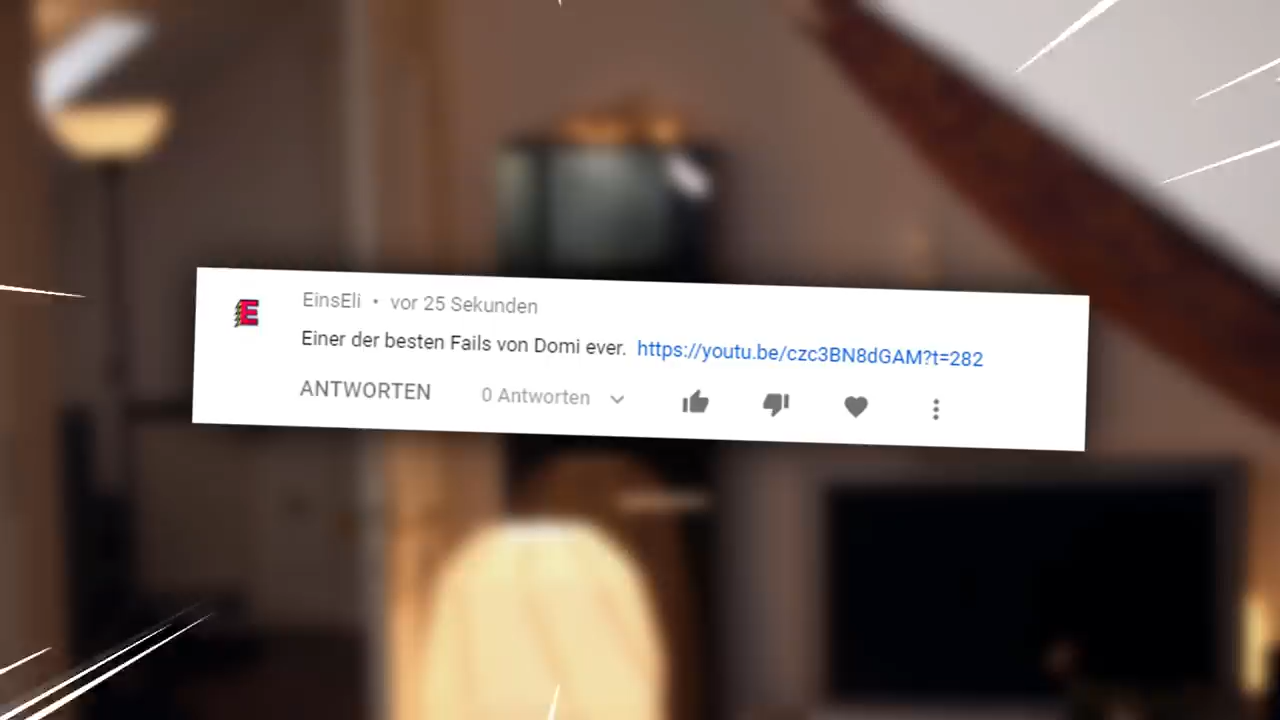 E
EinsEli • vor 25 Sekunden
Einer der besten Fails von Domi ever. https://youtu.be/czc3BN8dGAM?t=282
ANTWORTEN 0 Antworten